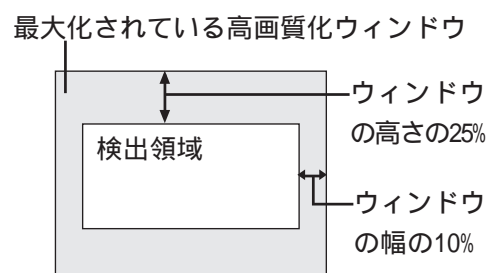 最大化されている高画質化ウィンドウ
ウィンドウ
の高さの25%
検出領域
ウィンドウ
の幅の10%